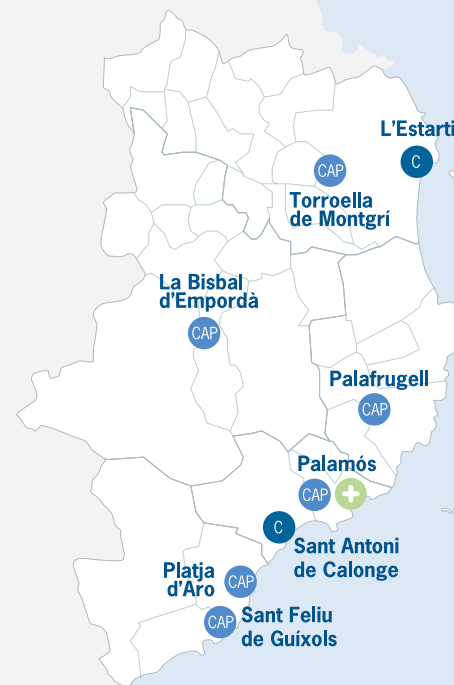 L'Estarti
C
CAP
Torroella
de Montgrí
La Bisbal
d'Empordà
CAP
Palafrugell
CAP
Palamós
CAP
C
Sant Antoni
de Calonge
Platja
d'Aro
CAP
CAP
Sant Feliu
de Guíxols